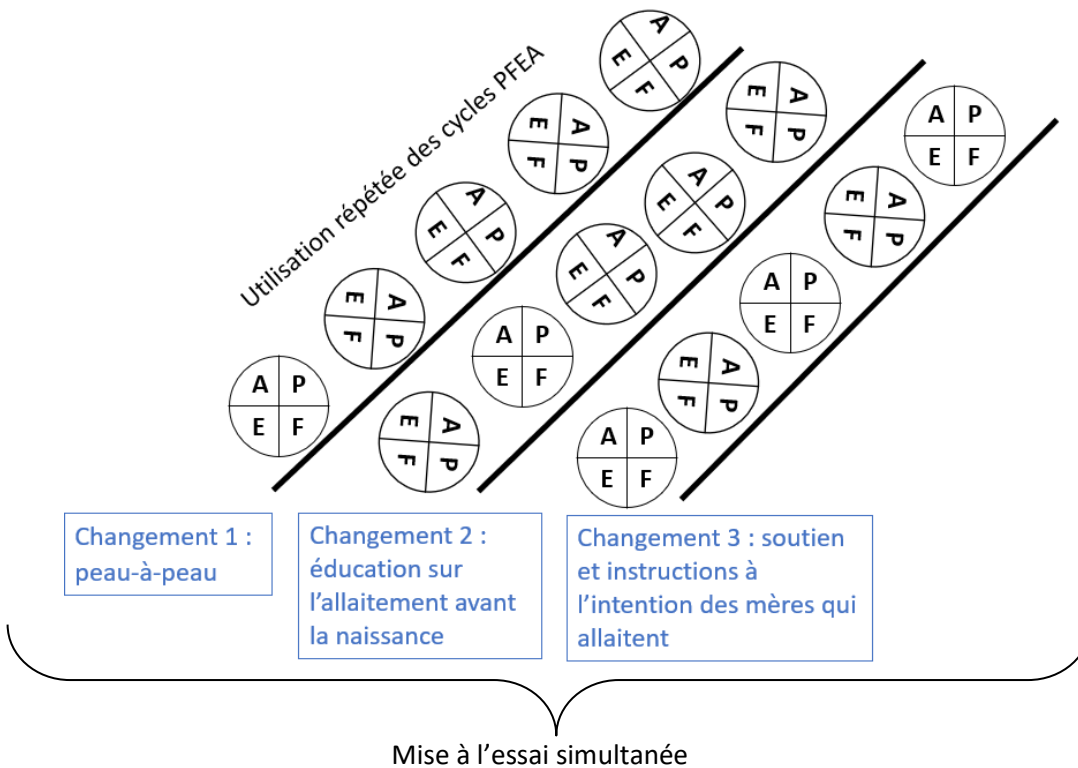 Utilisation répétée des cycles PFEA
A P
E F
A P
E F
A P
E F
A P
E F
A P
E F
A P
E F
A P
E F
A P
E F
A P
E F
A P
E F
A P
E F
A P
E F
A P
E F
A P
E F
A P
E F
Changement 1 :
peau-à-peau
Changement 2 :
éducation sur
l’allaitement avant
la naissance
Changement 3 : soutien
et instructions à
l’intention des mères qui
allaitent
Mise à l’essai simultanée